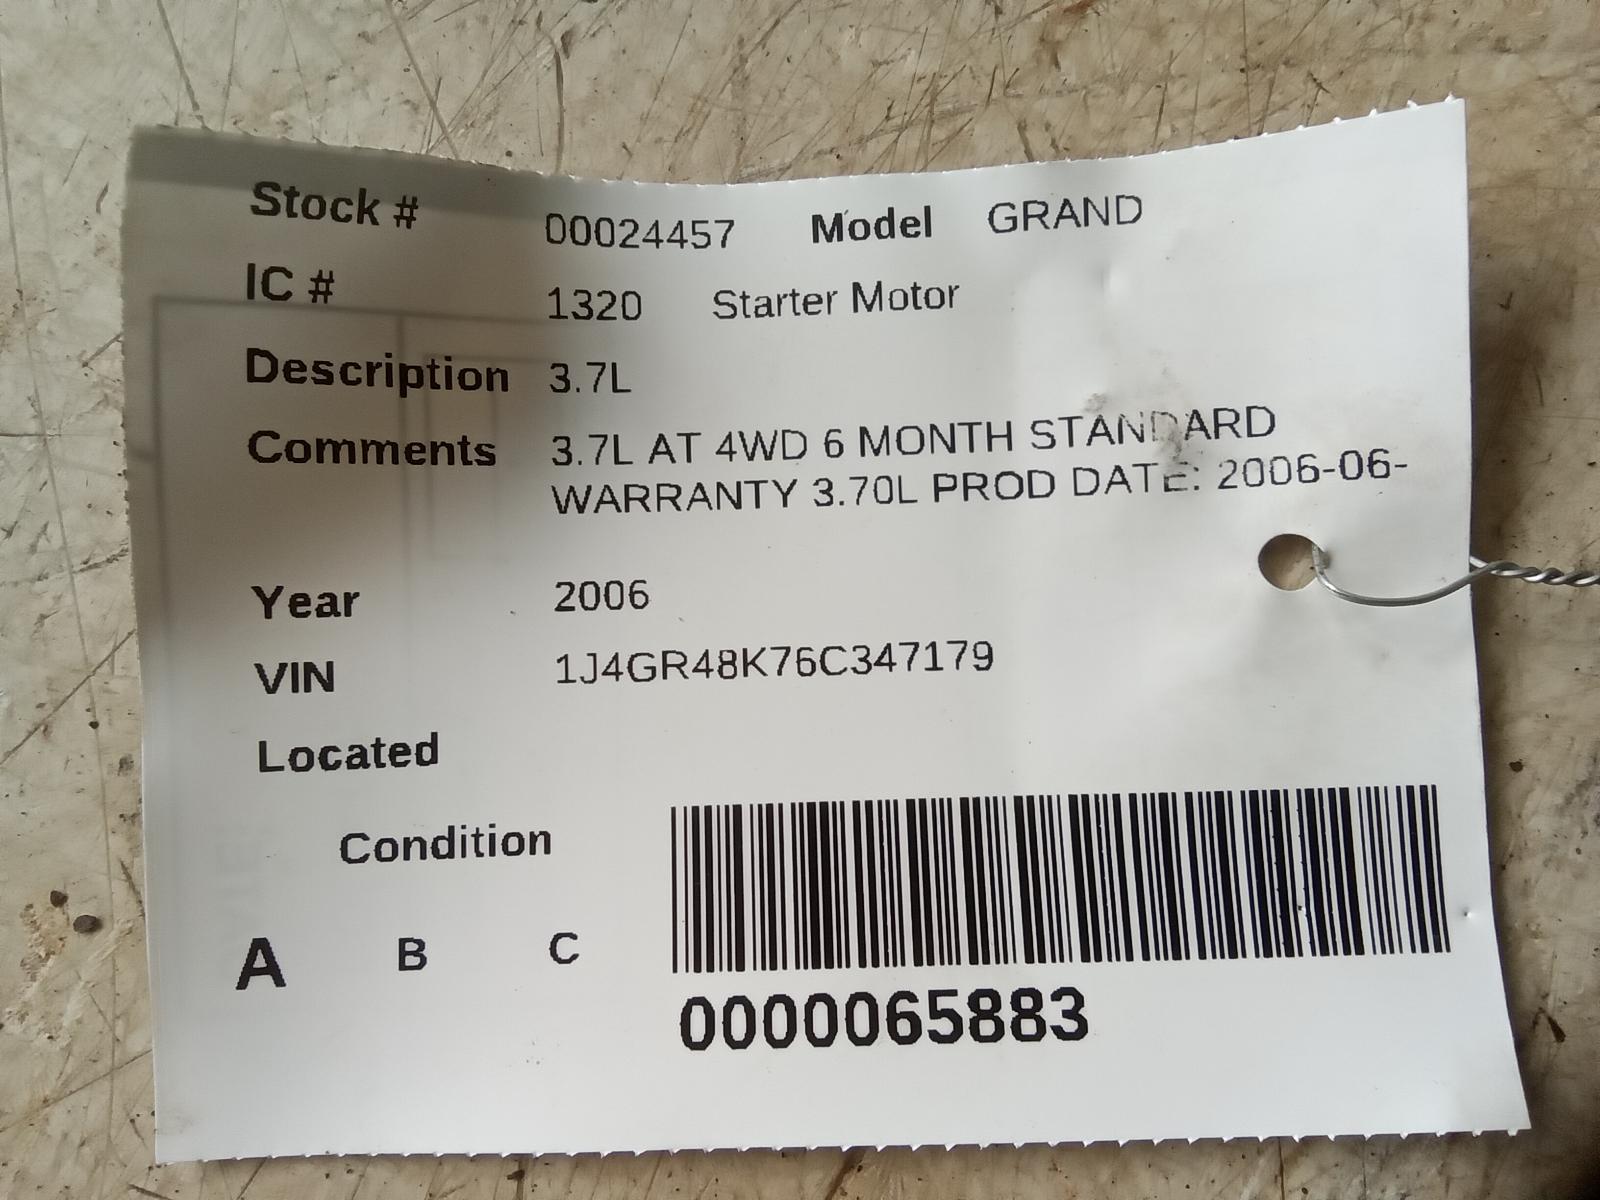 Stock # 00024457 Model GRAND
IC # 1320 Starter Motor
Description 3.7L
Comments 3.7L AT 4WD 6 MONTH STANDARD
WARRANTY 3.70L PROD DATE: 2006-06-
Year 2006
VIN 1J4GR48K76C347179
Located
Condition
A B C
0000065883